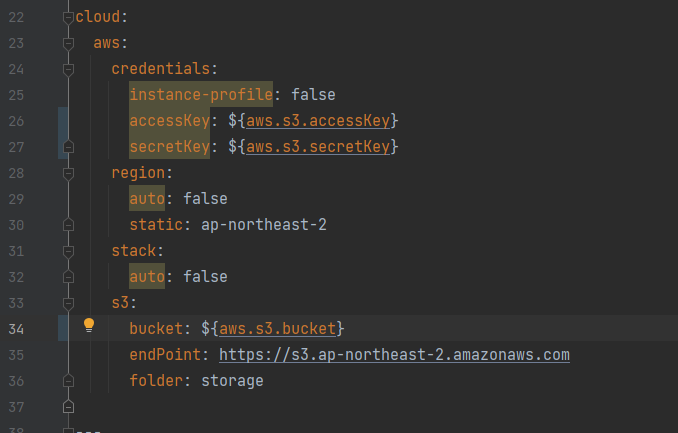 22 cloud:
23   aws:
24     credentials:
25       instance-profile: false
26       accessKey: ${aws.s3.accessKey}
27       secretKey: ${aws.s3.secretKey}
28     region:
29       auto: false
30       static: ap-northeast-2
31     stack:
32       auto: false
33     s3:
34       bucket: ${aws.s3.bucket}
35       endPoint: https://s3.ap-northeast-2.amazonaws.com
36       folder: storage
37
38 ---